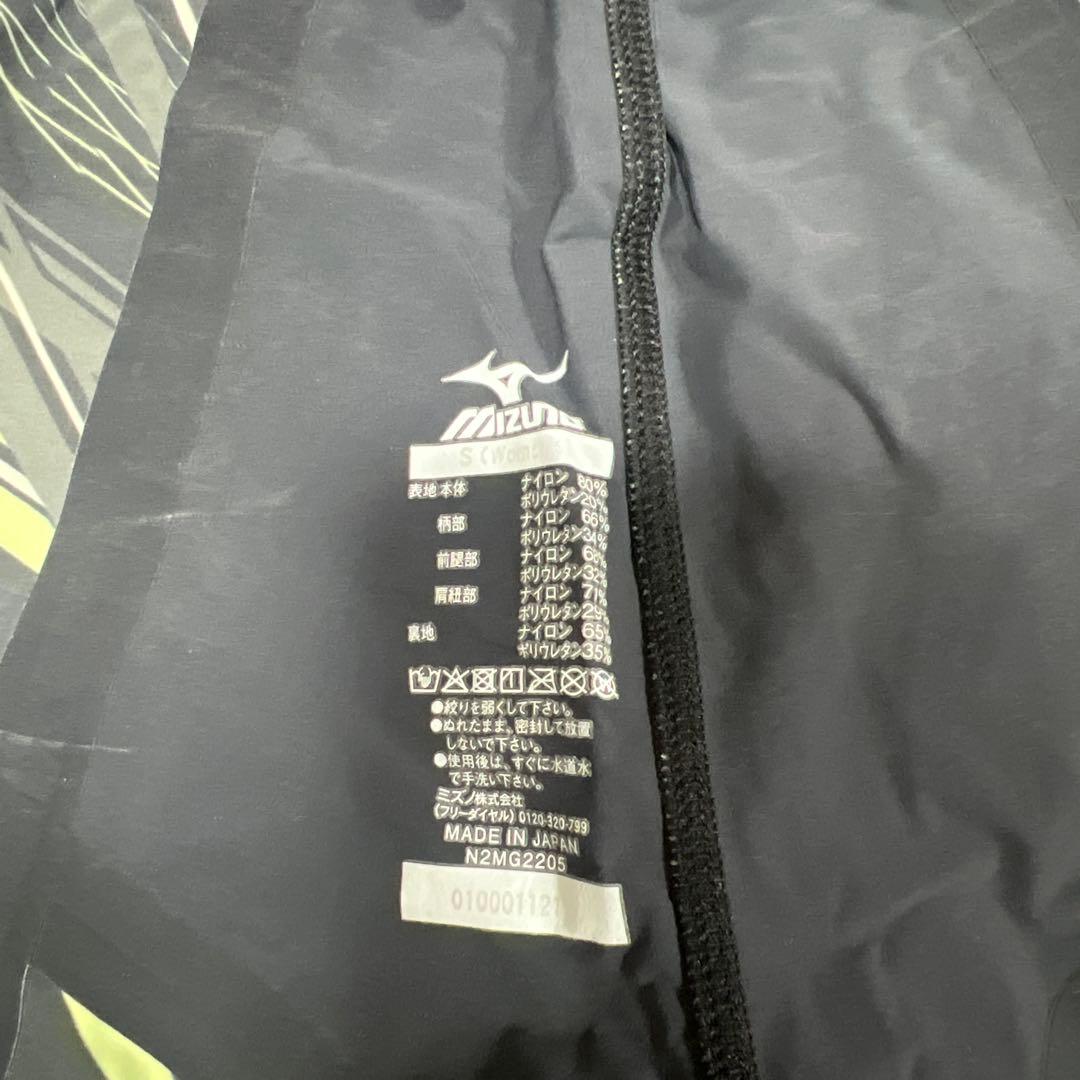 MIZUNO
S (Wom
表地本体 ナイロン 80%
ポリウレタン20%
柄部 ナイロン 66%
ポリウレタン34%
前腿部 ナイロン 68%
ポリウレタン32%
肩紐部 ナイロン 71%
ポリウレタン29%
裏地 ナイロン 65%
ポリウレタン35%
●絞りを弱くして下さい。
●ぬれたまま、密封して放置
しないで下さい。
●使用後は、すぐに水道水
で手洗い下さい。
ミズノ株式会社
(フリーダイヤル) 0120-320-799
MADE IN JAPAN
N2MG2205
010001121